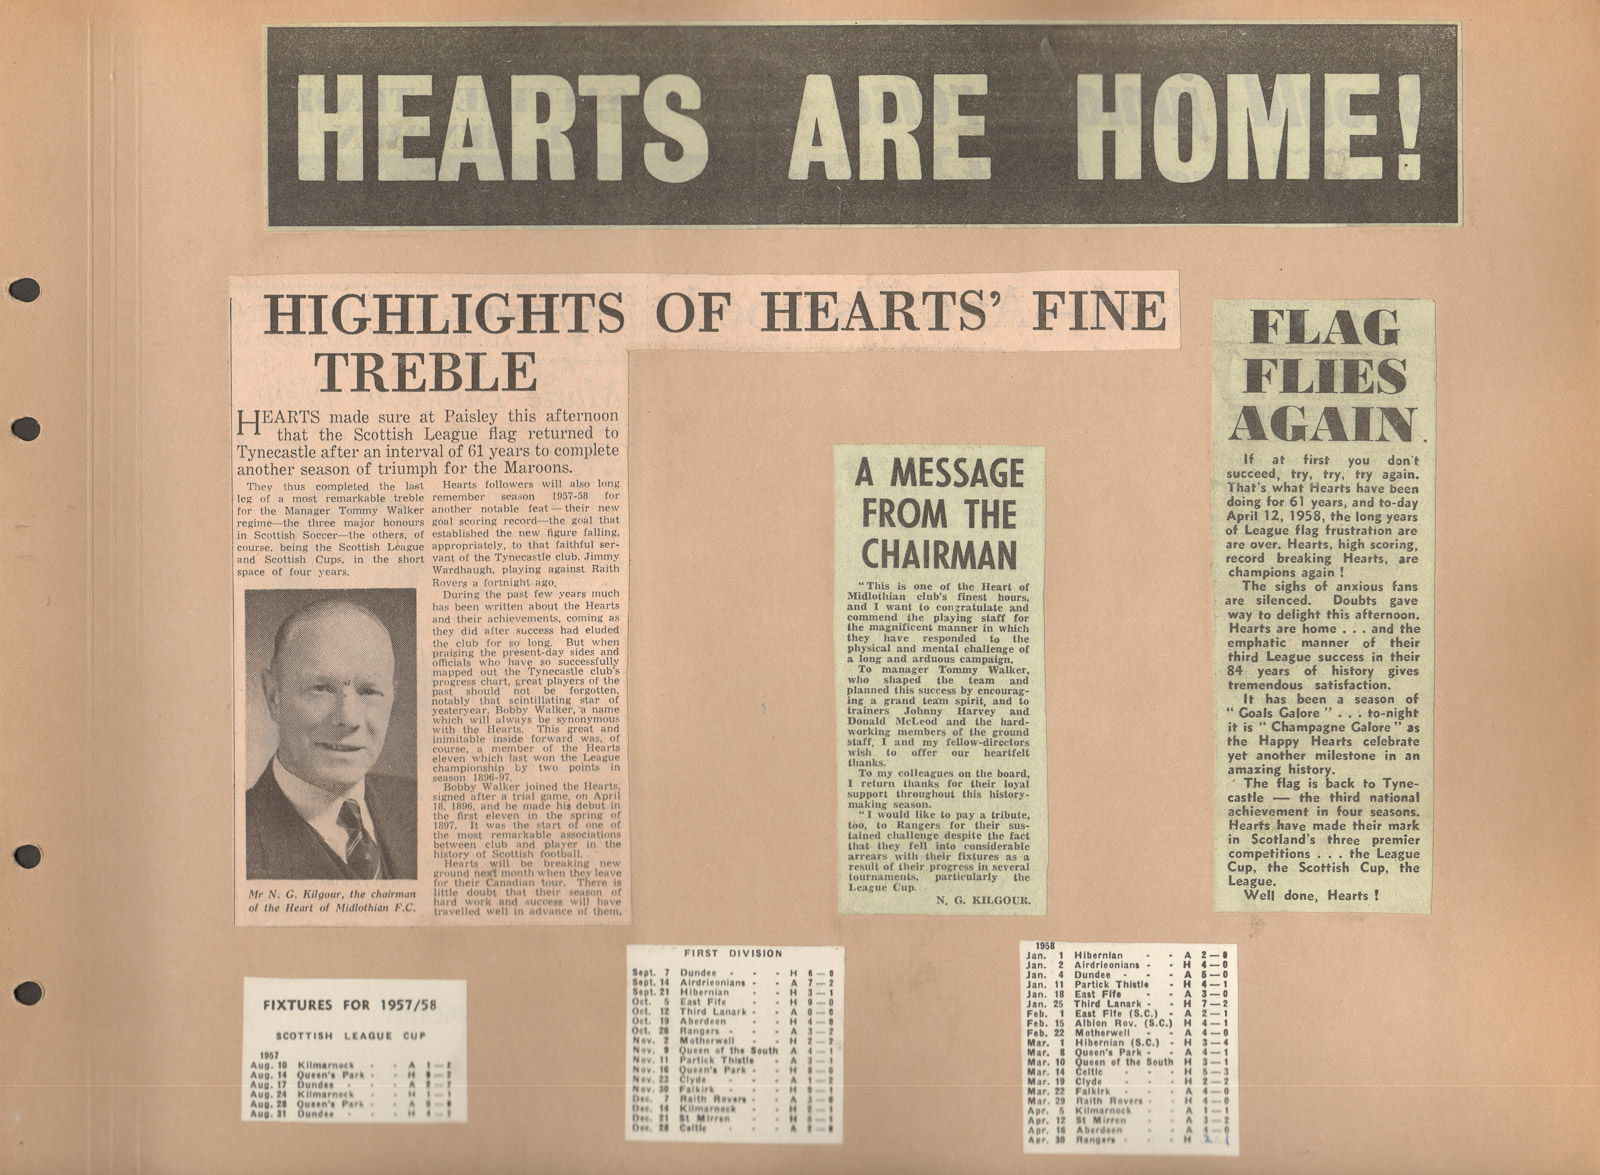 HEARTS ARE HOME!
HIGHLIGHTS OF HEARTS' FINE
TREBLE
HEARTS made sure at Paisley this afternoon
that the Scottish League flag returned to
Tynecastle after an interval of 61 years to complete
another season of triumph for the Maroons.
They thus completed the last
leg of a most remarkable treble
for the Manager Tommy Walker
regime—the three major honours
in Scottish Soccer—the others, of
course, being the Scottish League
and Scottish Cups, in the short
space of four years.
Mr N. G. Kilgour, the chairman
of the Heart of Midlothian F.C.
Hearts followers will also long
remember season 1957-58 for
another notable feat—their new
goal scoring record—the goal that
established the new figure falling,
appropriately, to that faithful ser-
vant of the Tynecastle club, Jimmy
Wardhaugh, playing against Raith
Rovers a fortnight ago.
During the past few years much
has been written about the Hearts
and their achievements, coming as
they did after success had eluded
the club for so long. But when
praising the present-day sides and
officials who have so successfully
mapped out the Tynecastle club's
progress chart, great players of the
past should not be forgotten,
notably that scintillating star of
yesteryear, Bobby Walker, a name
which will always be synonymous
with the Hearts. This great and
inimitable inside forward was, of
course, a member of the Hearts
eleven which last won the League
championship by two points in
season 1896-97.
Bobby Walker joined the Hearts,
signed after a trial game, on April
18, 1896, and he made his debut in
the first eleven in the spring of
1897. It was the start of one of
the most remarkable associations
between club and player in the
history of Scottish football.
Hearts will be breaking new
ground next month when they leave
for their Canadian tour. There is
little doubt that their season of
hard work and success will have
travelled well in advance of them.
A MESSAGE
FROM THE
CHAIRMAN
"This is one of the Heart of
Midlothian club's finest hours,
and I want to congratulate and
commend the playing staff for
the magnificent manner in which
they have responded to the
physical and mental challenge of
a long and arduous campaign.
To manager Tommy Walker,
who shaped the team and
planned this success by encourag-
ing a grand team spirit, and to
trainers Johnny Harvey and
Donald McLeod and the hard-
working members of the ground
staff, I and my fellow-directors
wish to offer our heartfelt
thanks.
To my colleagues on the board,
I return thanks for their loyal
support throughout this history-
making season.
"I would like to pay a tribute,
too, to Rangers for their sus-
tained challenge despite the fact
that they fell into considerable
arrears with their fixtures as a
result of their progress in several
tournaments, particularly the
League Cup.
N. G. KILGOUR.
FLAG
FLIES
AGAIN.
If at first you don't
succeed, try, try, try again.
That's what Hearts have been
doing for 61 years, and to-day
April 12, 1958, the long years
of League flag frustration are
are over. Hearts, high scoring,
record breaking Hearts, are
champions again !
The sighs of anxious fans
are silenced. Doubts gave
way to delight this afternoon.
Hearts are home . . . and the
emphatic manner of their
third League success in their
84 years of history gives
tremendous satisfaction.
It has been a season of
" Goals Galore " . . . to-night
it is " Champagne Galore " as
the Happy Hearts celebrate
yet another milestone in an
amazing history.
The flag is back to Tyne-
castle — the third national
achievement in four seasons.
Hearts have made their mark
in Scotland's three premier
competitions . . . the League
Cup, the Scottish Cup, the
League.
Well done, Hearts !
FIXTURES FOR 1957/58
SCOTTISH LEAGUE CUP
1957
Aug. 10 Kilmarnock - - A
Aug. 14 Queen's Park - - H
Aug. 17 Dundee - - A
Aug. 24 Kilmarnock - - H
Aug. 28 Queen's Park - - A
Aug. 31 Dundee - - H
FIRST DIVISION
Sept. 7 Dundee - - - H 6—0
Sept. 14 Airdrieonians - - A 7—2
Sept. 21 Hibernian - - H 3—1
Oct. 5 East Fife - - H 9—0
Oct. 12 Third Lanark - - A 0—0
Oct. 19 Aberdeen - - H 4—0
Oct. 26 Rangers - - - A 3—2
Nov. 2 Motherwell - - H 2—2
Nov. 9 Queen of the South A 4—1
Nov. 11 Partick Thistle - A 3—1
Nov. 16 Queen's Park - - H 8—0
Nov. 23 Clyde - - - A 1—2
Nov. 30 Falkirk - - - H 9—1
Dec. 7 Raith Rovers - - A
Dec. 14 Kilmarnock - - H 2—1
Dec. 21 St Mirren - - H
Dec. 28 Celtic - - - A
1958
Jan. 1 Hibernian - - A 2—0
Jan. 2 Airdrieonians - - H 4—0
Jan. 4 Dundee - - - A 5—0
Jan. 11 Partick Thistle - H 4—1
Jan. 18 East Fife - - A 3—0
Jan. 25 Third Lanark - - H 7—2
Feb. 1 East Fife (S.C.) - A 2—1
Feb. 15 Albion Rov. (S.C.) H 4—1
Feb. 22 Motherwell - - A 4—0
Mar. 1 Hibernian (S.C.) - H 3—4
Mar. 8 Queen's Park - - A 4—1
Mar. 10 Queen of the South H 3—1
Mar. 14 Celtic - - - H 5—3
Mar. 19 Clyde - - - H 2—2
Mar. 22 Falkirk - - - A 4—0
Mar. 29 Raith Rovers - - H 4—0
Apr. 5 Kilmarnock - - A 1—1
Apr. 12 St Mirren - - A 3—2
Apr. 16 Aberdeen - - A 4—0
Apr. 30 Rangers - - - H 2 1